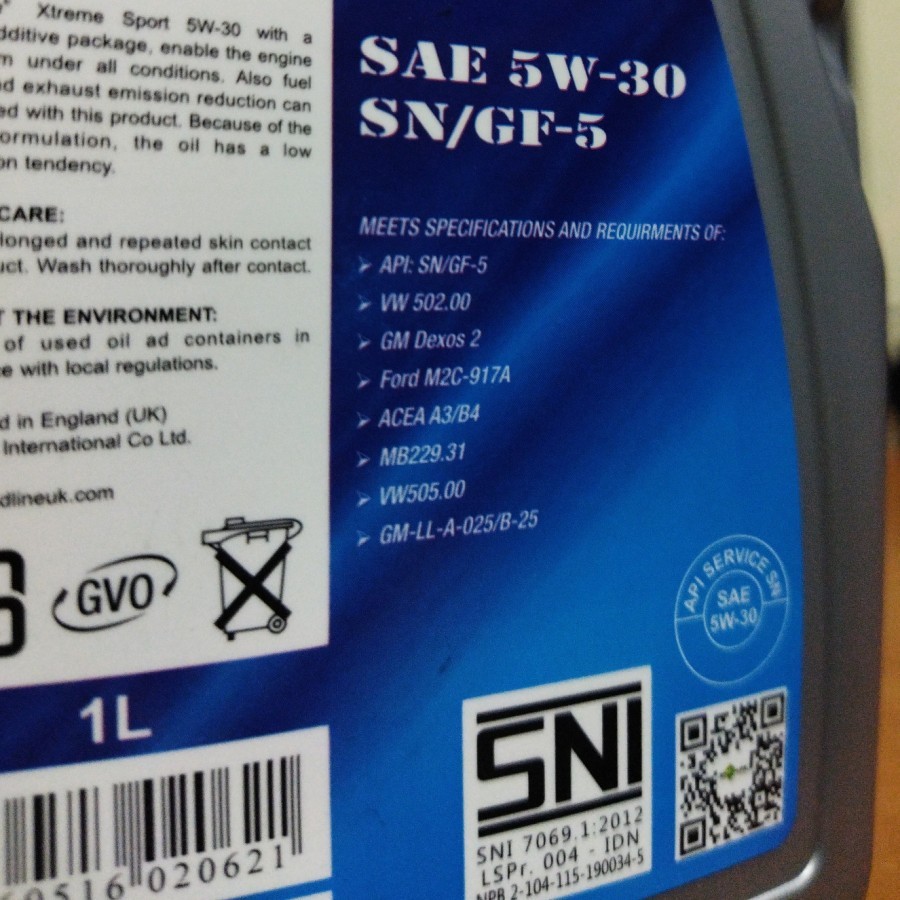 Xtreme Sport 5W-30 with a
additive package, enable the engine
under all conditions. Also fuel
exhaust emission reduction can
with this product. Because of the
formulation, the oil has a low
tendency.
CARE:
longed and repeated skin contact
uct. Wash thoroughly after contact.
T THE ENVIRONMENT:
of used oil ad containers in
e with local regulations.
d in England (UK)
International Co Ltd.
dlineuk.com
GVO
1L
020621
SAE 5W-30
SN/GF-5
MEETS SPECIFICATIONS AND REQUIRMENTS OF:
➢ API: SN/GF-5
➢ VW 502.00
➢ GM Dexos 2
➢ Ford M2C-917A
➢ ACEA A3/B4
➢ MB229.31
➢ VW505.00
➢ GM-LL-A-025/B-25
API SERVICE SN
SAE
5W-30
SNI
SNI 7069.1:2012
LSPr. 004 - IDN
NPB 2-104-115-190034-5